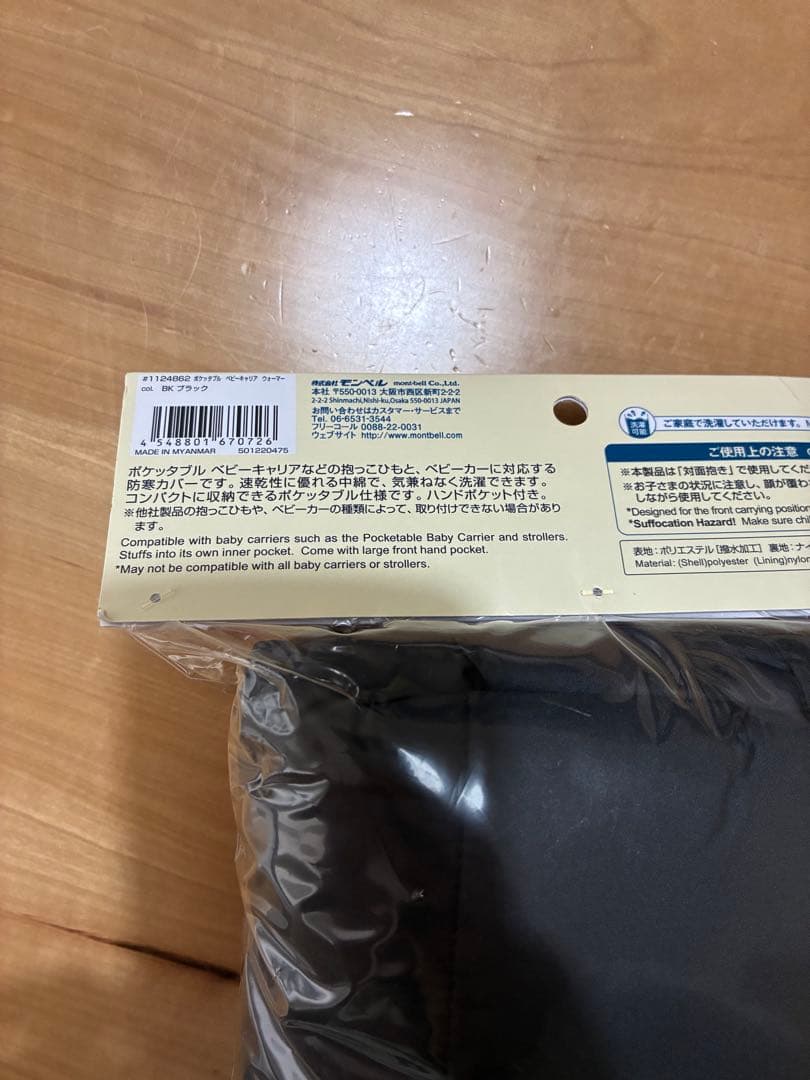 #1124862 ポケッタブル ベビーキャリア ウォーマー
col. BK ブラック
4 548801 670726
MADE IN MYANMAR 501220475
株式会社モンベル mont-bell Co.,Ltd.
本社 〒550-0013 大阪市西区新町2-2-2
2-2-2 Shinmachi,Nishi-ku,Osaka 550-0013 JAPAN
お問い合わせはカスタマー・サービスまで
Tel. 06-6531-3544
フリーコール 0088-22-0031
ウェブサイト http://www.montbell.com
ポケッタブル ベビーキャリアなどの抱っこひもと、ベビーカーに対応する
防寒カバーです。速乾性に優れる中綿で、気兼ねなく洗濯できます。
コンパクトに収納できるポケッタブル仕様です。ハンドポケット付き。
※他社製品の抱っこひもや、ベビーカーの種類によって、取り付けできない場合があり
ます。
Compatible with baby carriers such as the Pocketable Baby Carrier and strollers.
Stuffs into its own inner pocket. Come with large front hand pocket.
*May not be compatible with all baby carriers or strollers.
洗濯
可能
ご家庭で洗濯していただけます。
ご使用上の注意
※本製品は「対面抱き」で使用してくだ
※お子さまの状況に注意し、顔が覆わ
しながら使用してください。
*Designed for the front carrying position
*Suffocation Hazard! Make sure chi
表地:ポリエステル[撥水加工] 裏地:ナイ
Material: (Shell)polyester (Lining)nylon